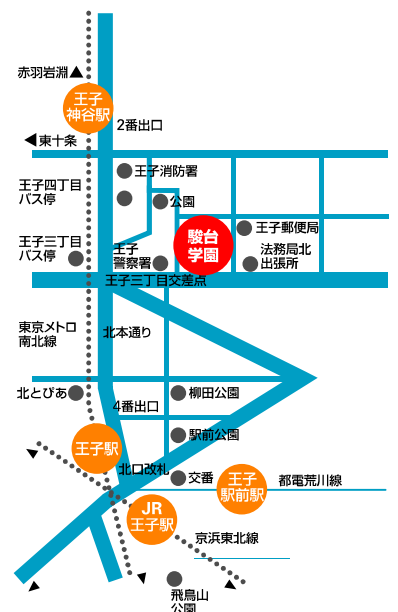 赤羽岩淵
王子
神谷駅
2番出口
東十条
王子消防署
王子四丁目
バス停
公園
王子郵便局
駿台
学園
王子三丁目
バス停
王子
警察署
法務局北
出張所
王子三丁目交差点
東京メトロ
南北線
北本通り
北とぴあ
柳田公園
4番出口
駅前公園
王子駅
北口改札
交番
王子
駅前駅
都電荒川線
JR
王子駅
京浜東北線
飛鳥山
公園